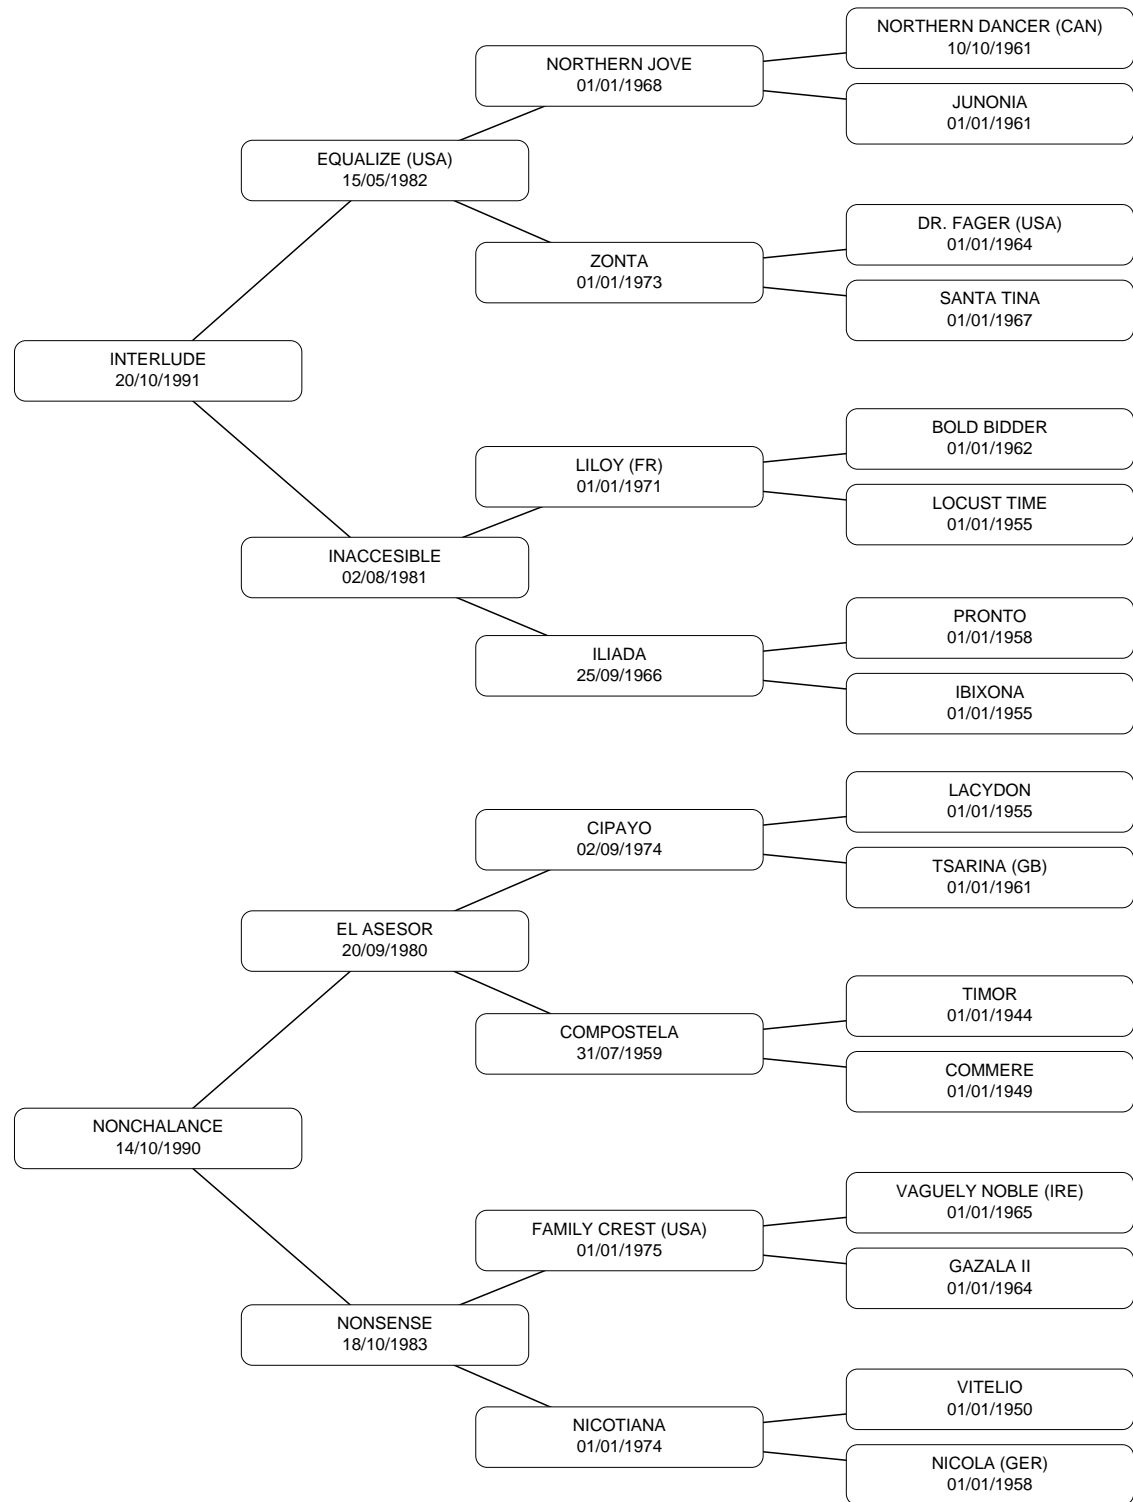 NORTHERN DANCER (CAN)
10/10/1961
NORTHERN JOVE
01/01/1968
JUNONIA
01/01/1961
EQUALIZE (USA)
15/05/1982
DR. FAGER (USA)
01/01/1964
ZONTA
01/01/1973
SANTA TINA
01/01/1967
INTERLUDE
20/10/1991
BOLD BIDDER
01/01/1962
LILOY (FR)
01/01/1971
LOCUST TIME
01/01/1955
INACCESIBLE
02/08/1981
PRONTO
01/01/1958
ILIADA
25/09/1966
IBIXONA
01/01/1955
LACYDON
01/01/1955
CIPAYO
02/09/1974
TSARINA (GB)
01/01/1961
EL ASESOR
20/09/1980
TIMOR
01/01/1944
COMPOSTELA
31/07/1959
COMMERE
01/01/1949
NONCHALANCE
14/10/1990
VAGUELY NOBLE (IRE)
01/01/1965
FAMILY CREST (USA)
01/01/1975
GAZALA II
01/01/1964
NONSENSE
18/10/1983
VITELIO
01/01/1950
NICOTIANA
01/01/1974
NICOLA (GER)
01/01/1958